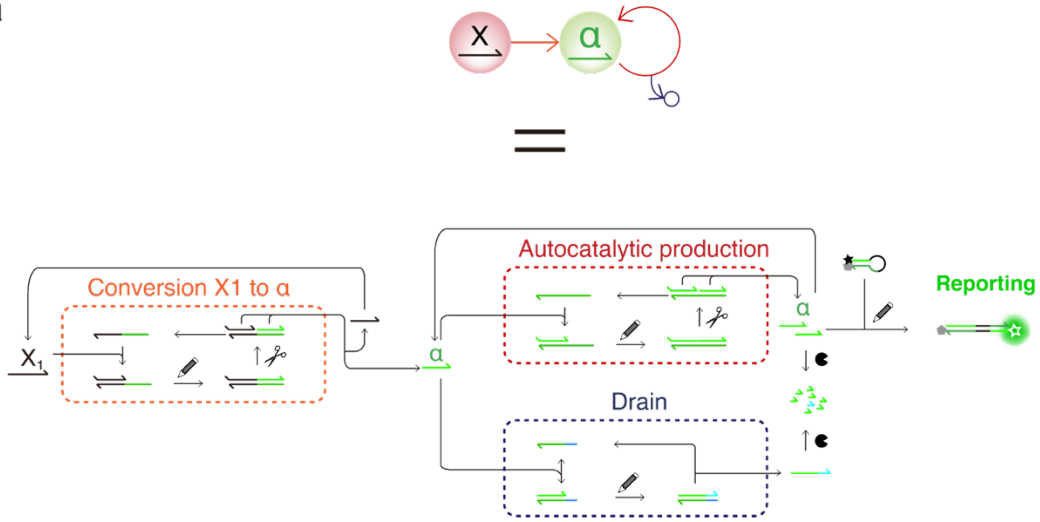 X
α
Autocatalytic production
Conversion X1 to α
Reporting
α
X1
α
Drain